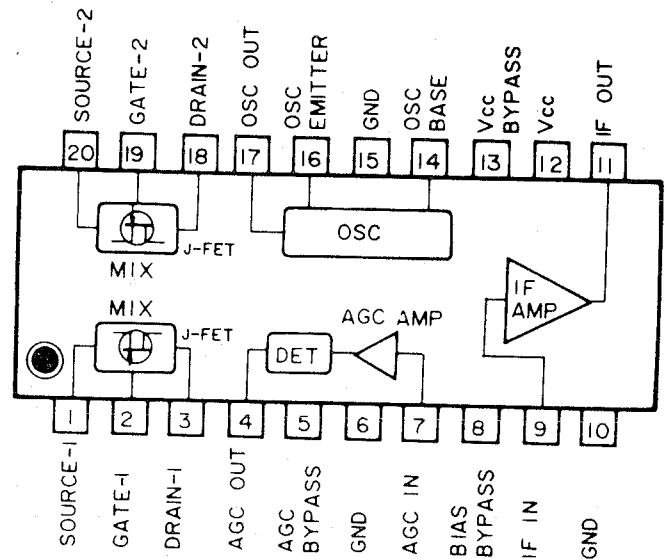 SOURCE-2
GATE-2
DRAIN-2
OSC OUT
OSC
EMITTER
GND
OSC
BASE
Vcc
BYPASS
Vcc
IF OUT
20
19
18
17
16
15
14
13
12
11
J-FET
MIX
OSC
MIX
J-FET
IF
AMP
AGC AMP
DET
1
2
3
4
5
6
7
8
9
10
SOURCE-1
GATE-1
DRAIN-1
AGC OUT
AGC
BYPASS
GND
AGC IN
BIAS
BYPASS
IF IN
GND